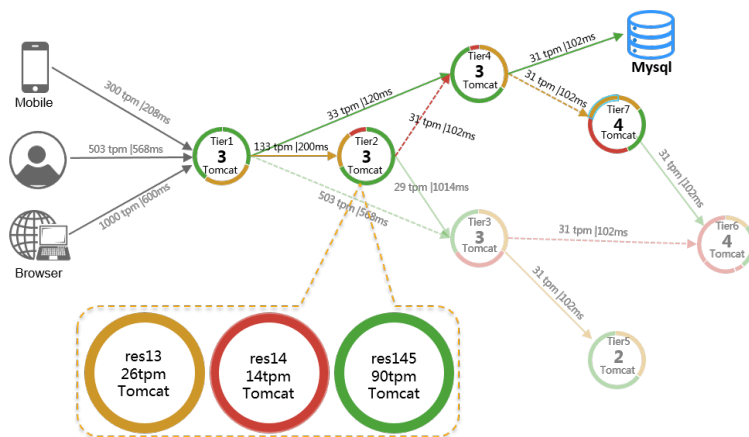 Mobile
300 tpm |208ms
503 tpm |568ms
1000 tpm |600ms
Browser
Tier1
3
Tomcat
33 tpm |120ms
133 tpm |200ms
503 tpm |568ms
Tier2
3
Tomcat
31 tpm |102ms
29 tpm |1014ms
Tier4
3
Tomcat
31 tpm |102ms
31 tpm |102ms
Mysql
Tier7
4
Tomcat
31 tpm |102ms
Tier3
3
Tomcat
31 tpm |102ms
31 tpm |102ms
Tier6
4
Tomcat
Tier5
2
Tomcat
res13
26tpm
Tomcat
res14
14tpm
Tomcat
res145
90tpm
Tomcat